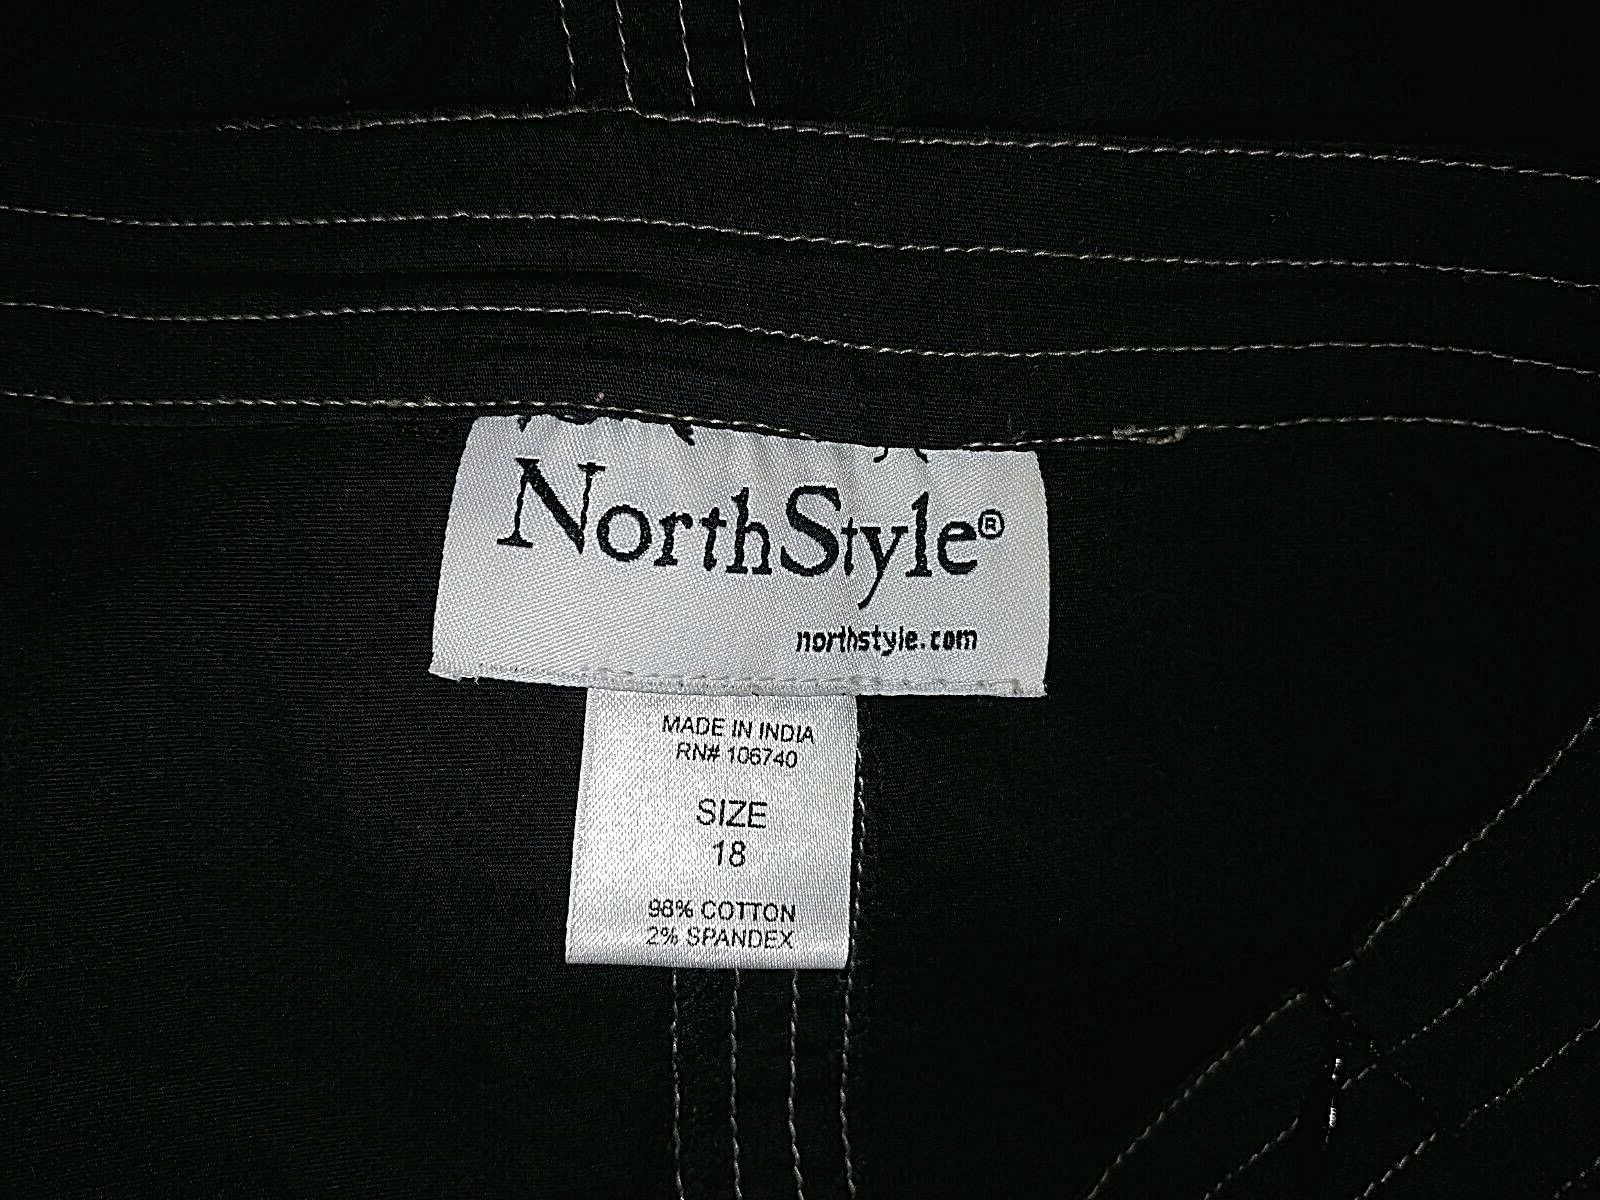 NorthStyle®
northstyle.com
MADE IN INDIA
RN# 106740
SIZE
18
98% COTTON
2% SPANDEX